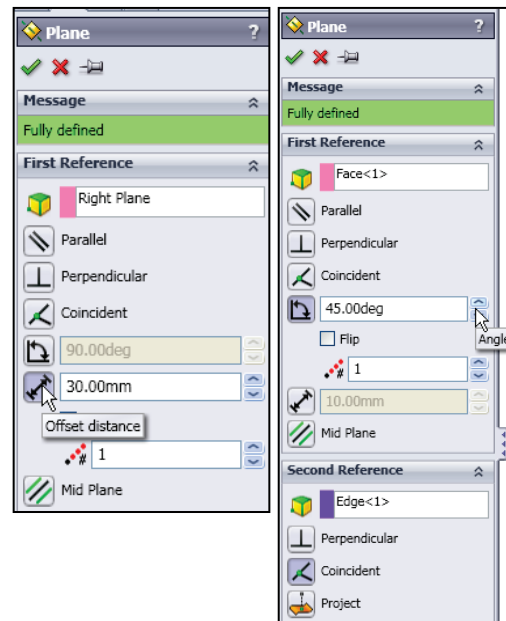 Plane ?
Message
Fully defined
First Reference
Right Plane
Parallel
Perpendicular
Coincident
90.00deg
30.00mm
Offset distance
# 1
Mid Plane
Plane ?
Message
Fully defined
First Reference
Face<1>
Parallel
Perpendicular
Coincident
45.00deg
Angle
Flip
# 1
10.00mm
Mid Plane
Second Reference
Edge<1>
Perpendicular
Coincident
Project